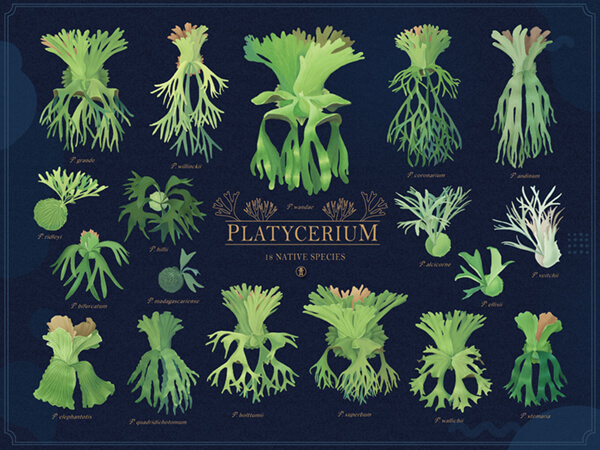 P. grande
P. willinckii
P. wandae
P. coronarium
P. andinum
P. ridleyi
P. hillii
P. alcicorne
P. veitchii
PLATYCERIUM
18 NATIVE SPECIES
P. bifurcatum
P. madagascariense
P. ellisii
P. elephantotis
P. quadridichotomum
P. holttumii
P. superbum
P. wallichii
P. stemaria